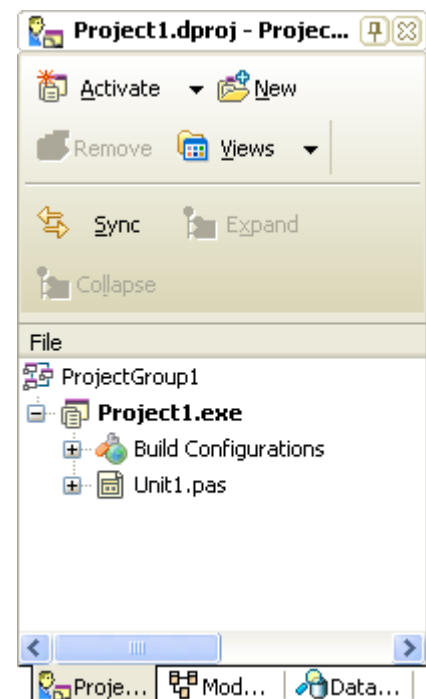 Project1.dproj - Projec...
Activate New
Remove Views
Sync Expand
Collapse
File
ProjectGroup1
Project1.exe
Build Configurations
Unit1.pas
Proje... Mod... Data...